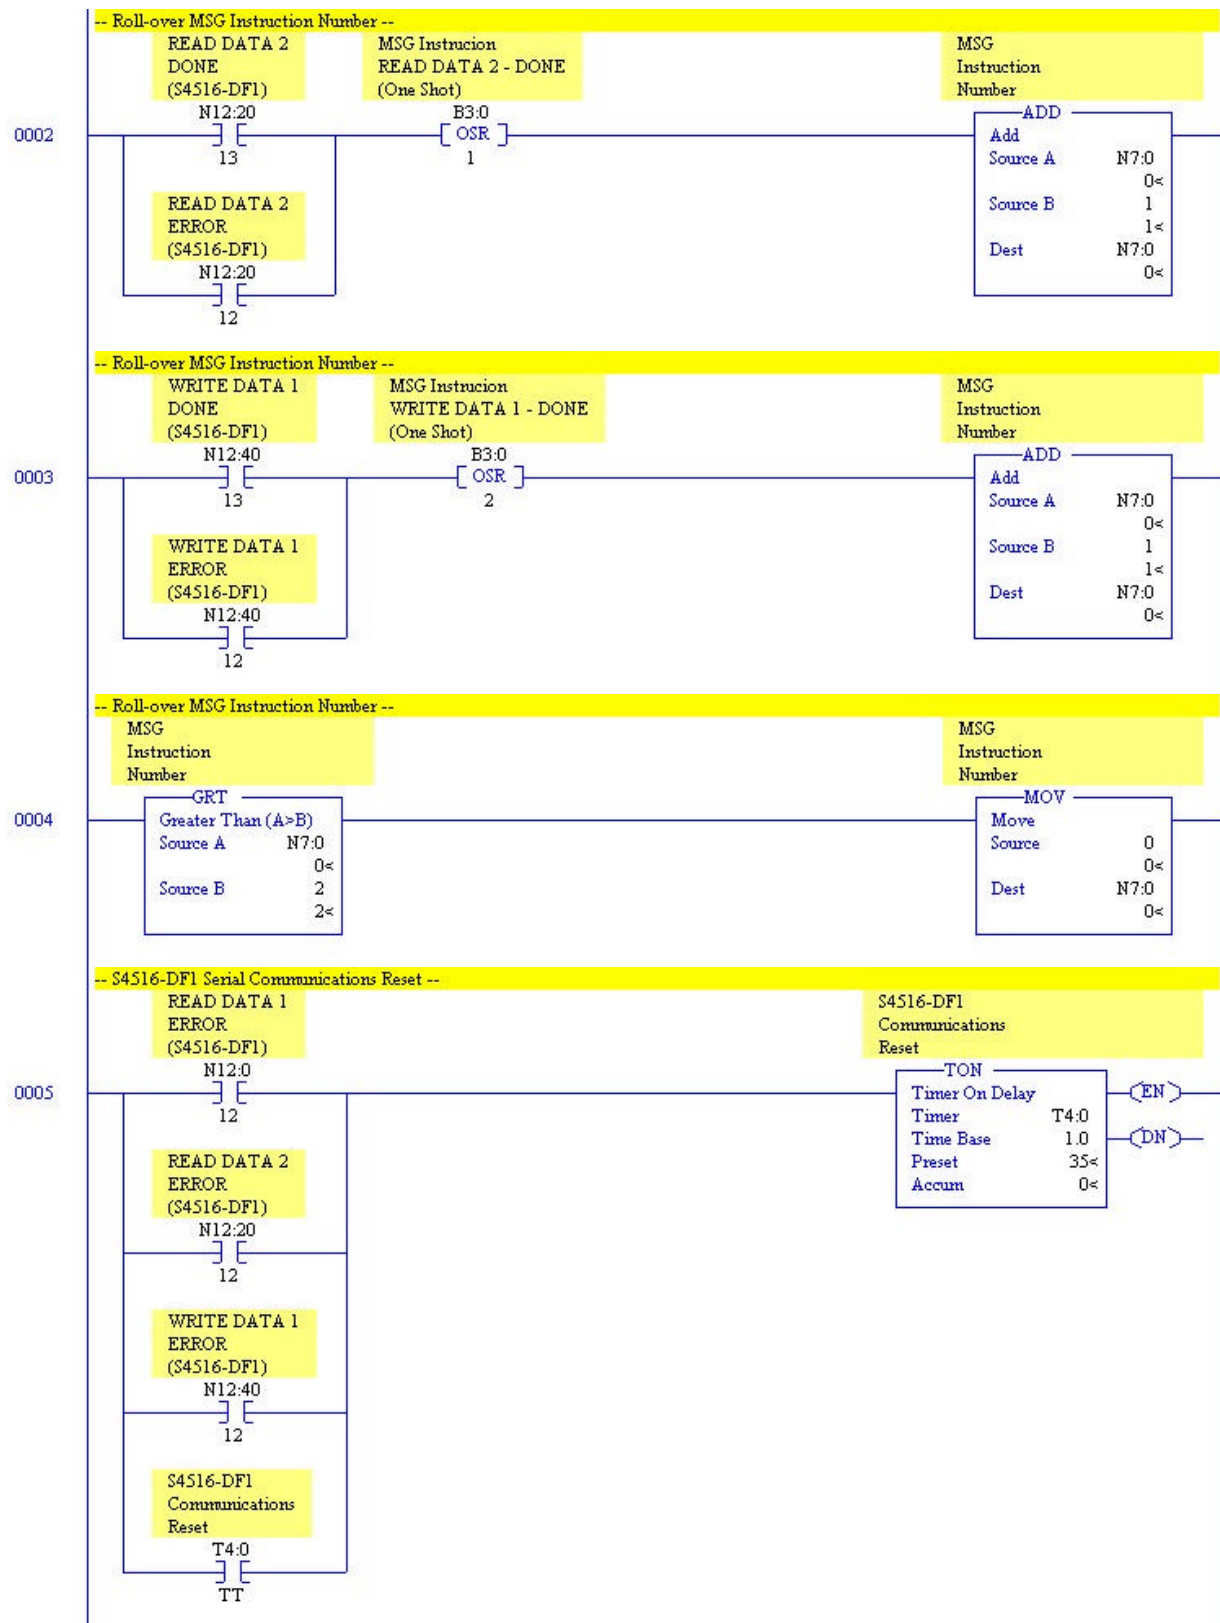 -- Roll-over MSG Instruction Number --
READ DATA 2
DONE
(S4516-DF1)
N12:20
13
MSG Instrucion
READ DATA 2 - DONE
(One Shot)
B3:0
OSR
1
MSG
Instruction
Number
0002
ADD
Add
Source A N7:0
0<
Source B 1
1<
Dest N7:0
0<
READ DATA 2
ERROR
(S4516-DF1)
N12:20
12
-- Roll-over MSG Instruction Number --
WRITE DATA 1
DONE
(S4516-DF1)
N12:40
13
MSG Instrucion
WRITE DATA 1 - DONE
(One Shot)
B3:0
OSR
2
MSG
Instruction
Number
0003
ADD
Add
Source A N7:0
0<
Source B 1
1<
Dest N7:0
0<
WRITE DATA 1
ERROR
(S4516-DF1)
N12:40
12
-- Roll-over MSG Instruction Number --
MSG
Instruction
Number
0004
GRT
Greater Than (A>B)
Source A N7:0
0<
Source B 2
2<
MSG
Instruction
Number
MOV
Move
Source 0
0<
Dest N7:0
0<
-- S4516-DF1 Serial Communications Reset --
READ DATA 1
ERROR
(S4516-DF1)
N12:0
12
0005
S4516-DF1
Communications
Reset
TON
Timer On Delay
Timer T4:0
Time Base 1.0
Preset 35<
Accum 0<
EN
DN
READ DATA 2
ERROR
(S4516-DF1)
N12:20
12
WRITE DATA 1
ERROR
(S4516-DF1)
N12:40
12
S4516-DF1
Communications
Reset
T4:0
TT